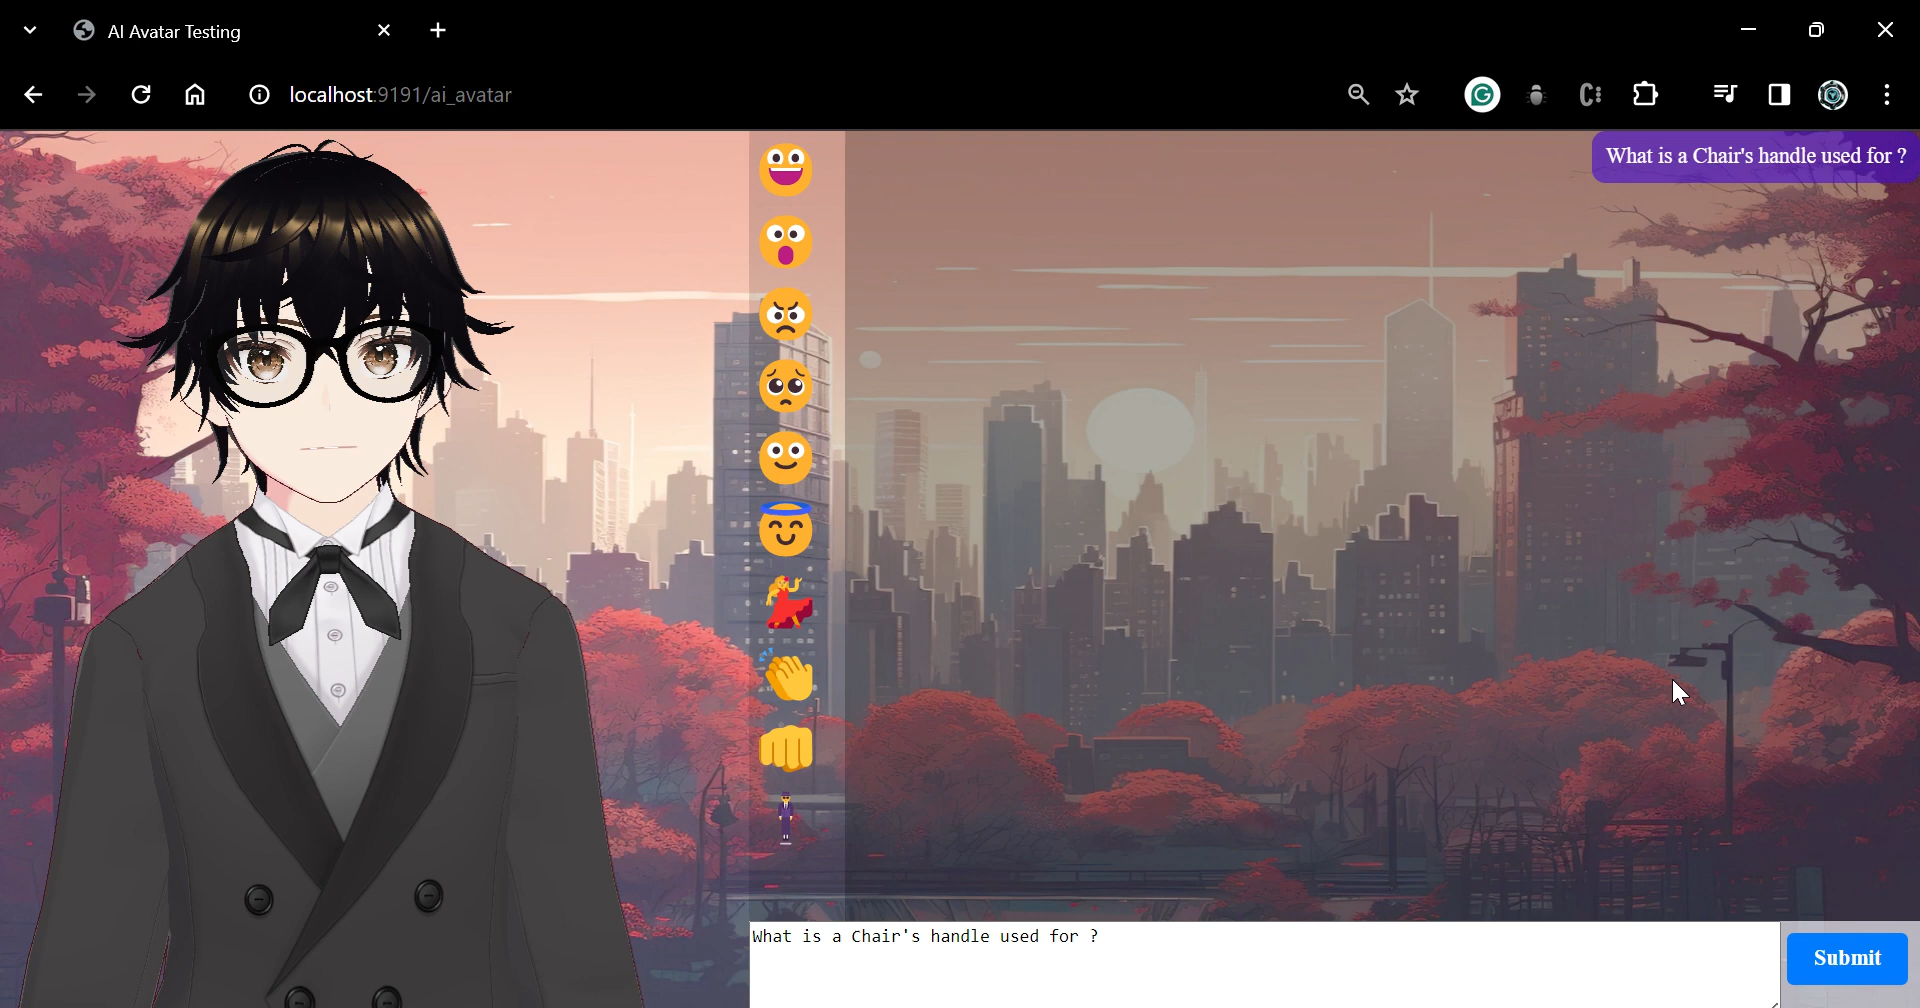 AI Avatar Testing
localhost:9191/ai_avatar
What is a Chair's handle used for ?
What is a Chair's handle used for ?
Submit